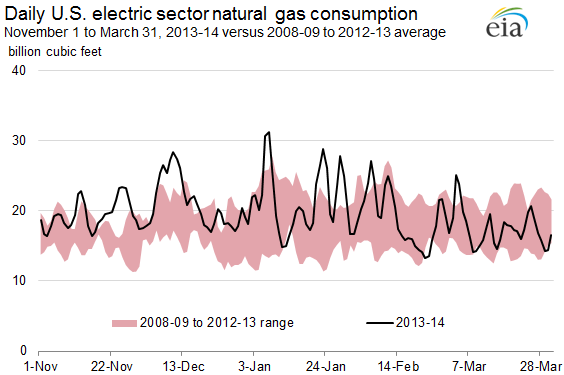 Daily U.S. electric sector natural gas consumption
November 1 to March 31, 2013-14 versus 2008-09 to 2012-13 average
billion cubic feet
eia
40
30
20
10
0
2008-09 to 2012-13 range
2013-14
1-Nov 22-Nov 13-Dec 3-Jan 24-Jan 14-Feb 7-Mar 28-Mar